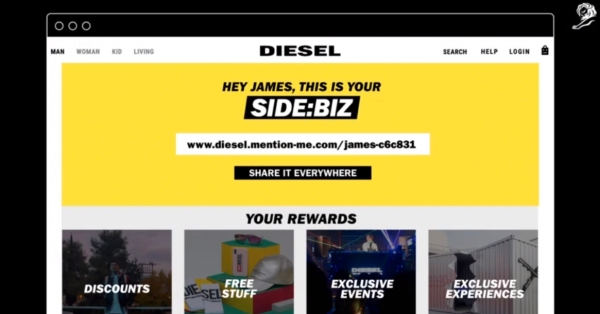 MAN WOMAN KID LIVING DIESEL SEARCH HELP LOGIN
HEY JAMES, THIS IS YOUR
SIDE:BIZ
www.diesel.mention-me.com/james-c6c831
SHARE IT EVERYWHERE
YOUR REWARDS
DISCOUNTS
FREE
STUFF
EXCLUSIVE
EVENTS
EXCLUSIVE
EXPERIENCES